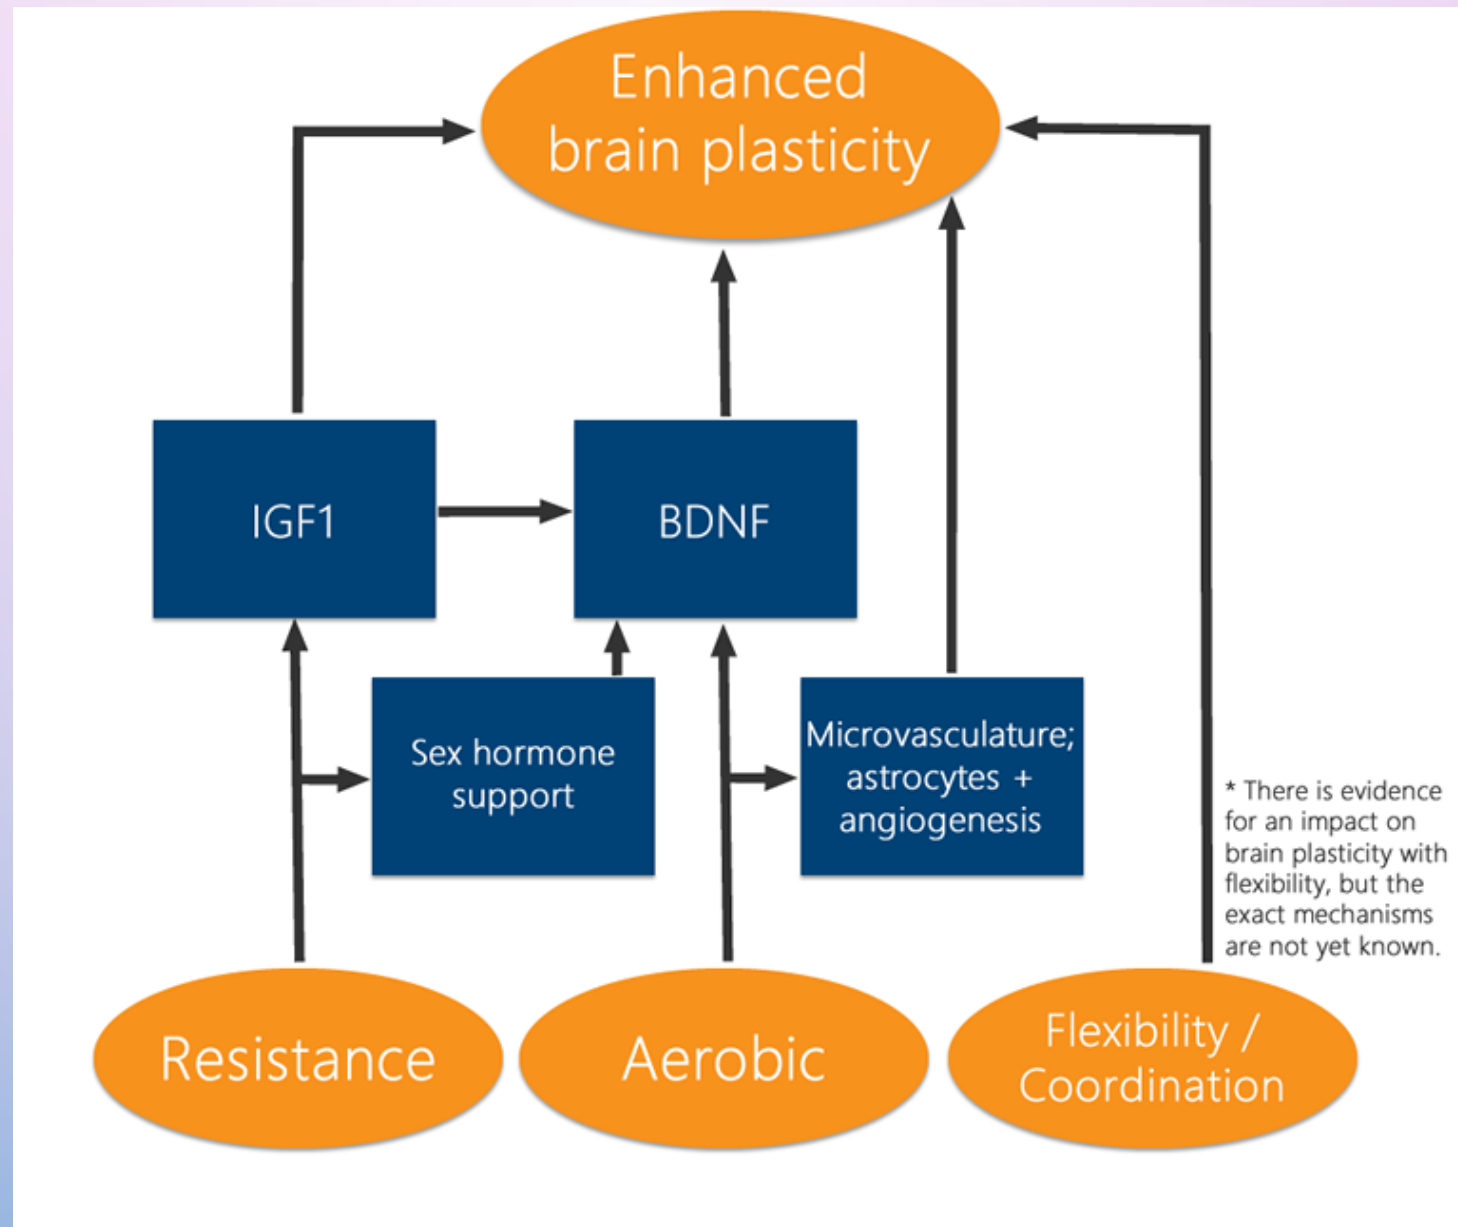 Enhanced
brain plasticity
IGF1
BDNF
Sex hormone
support
Microvasculature;
astrocytes +
angiogenesis
* There is evidence
for an impact on
brain plasticity with
flexibility, but the
exact mechanisms
are not yet known.
Resistance
Aerobic
Flexibility /
Coordination